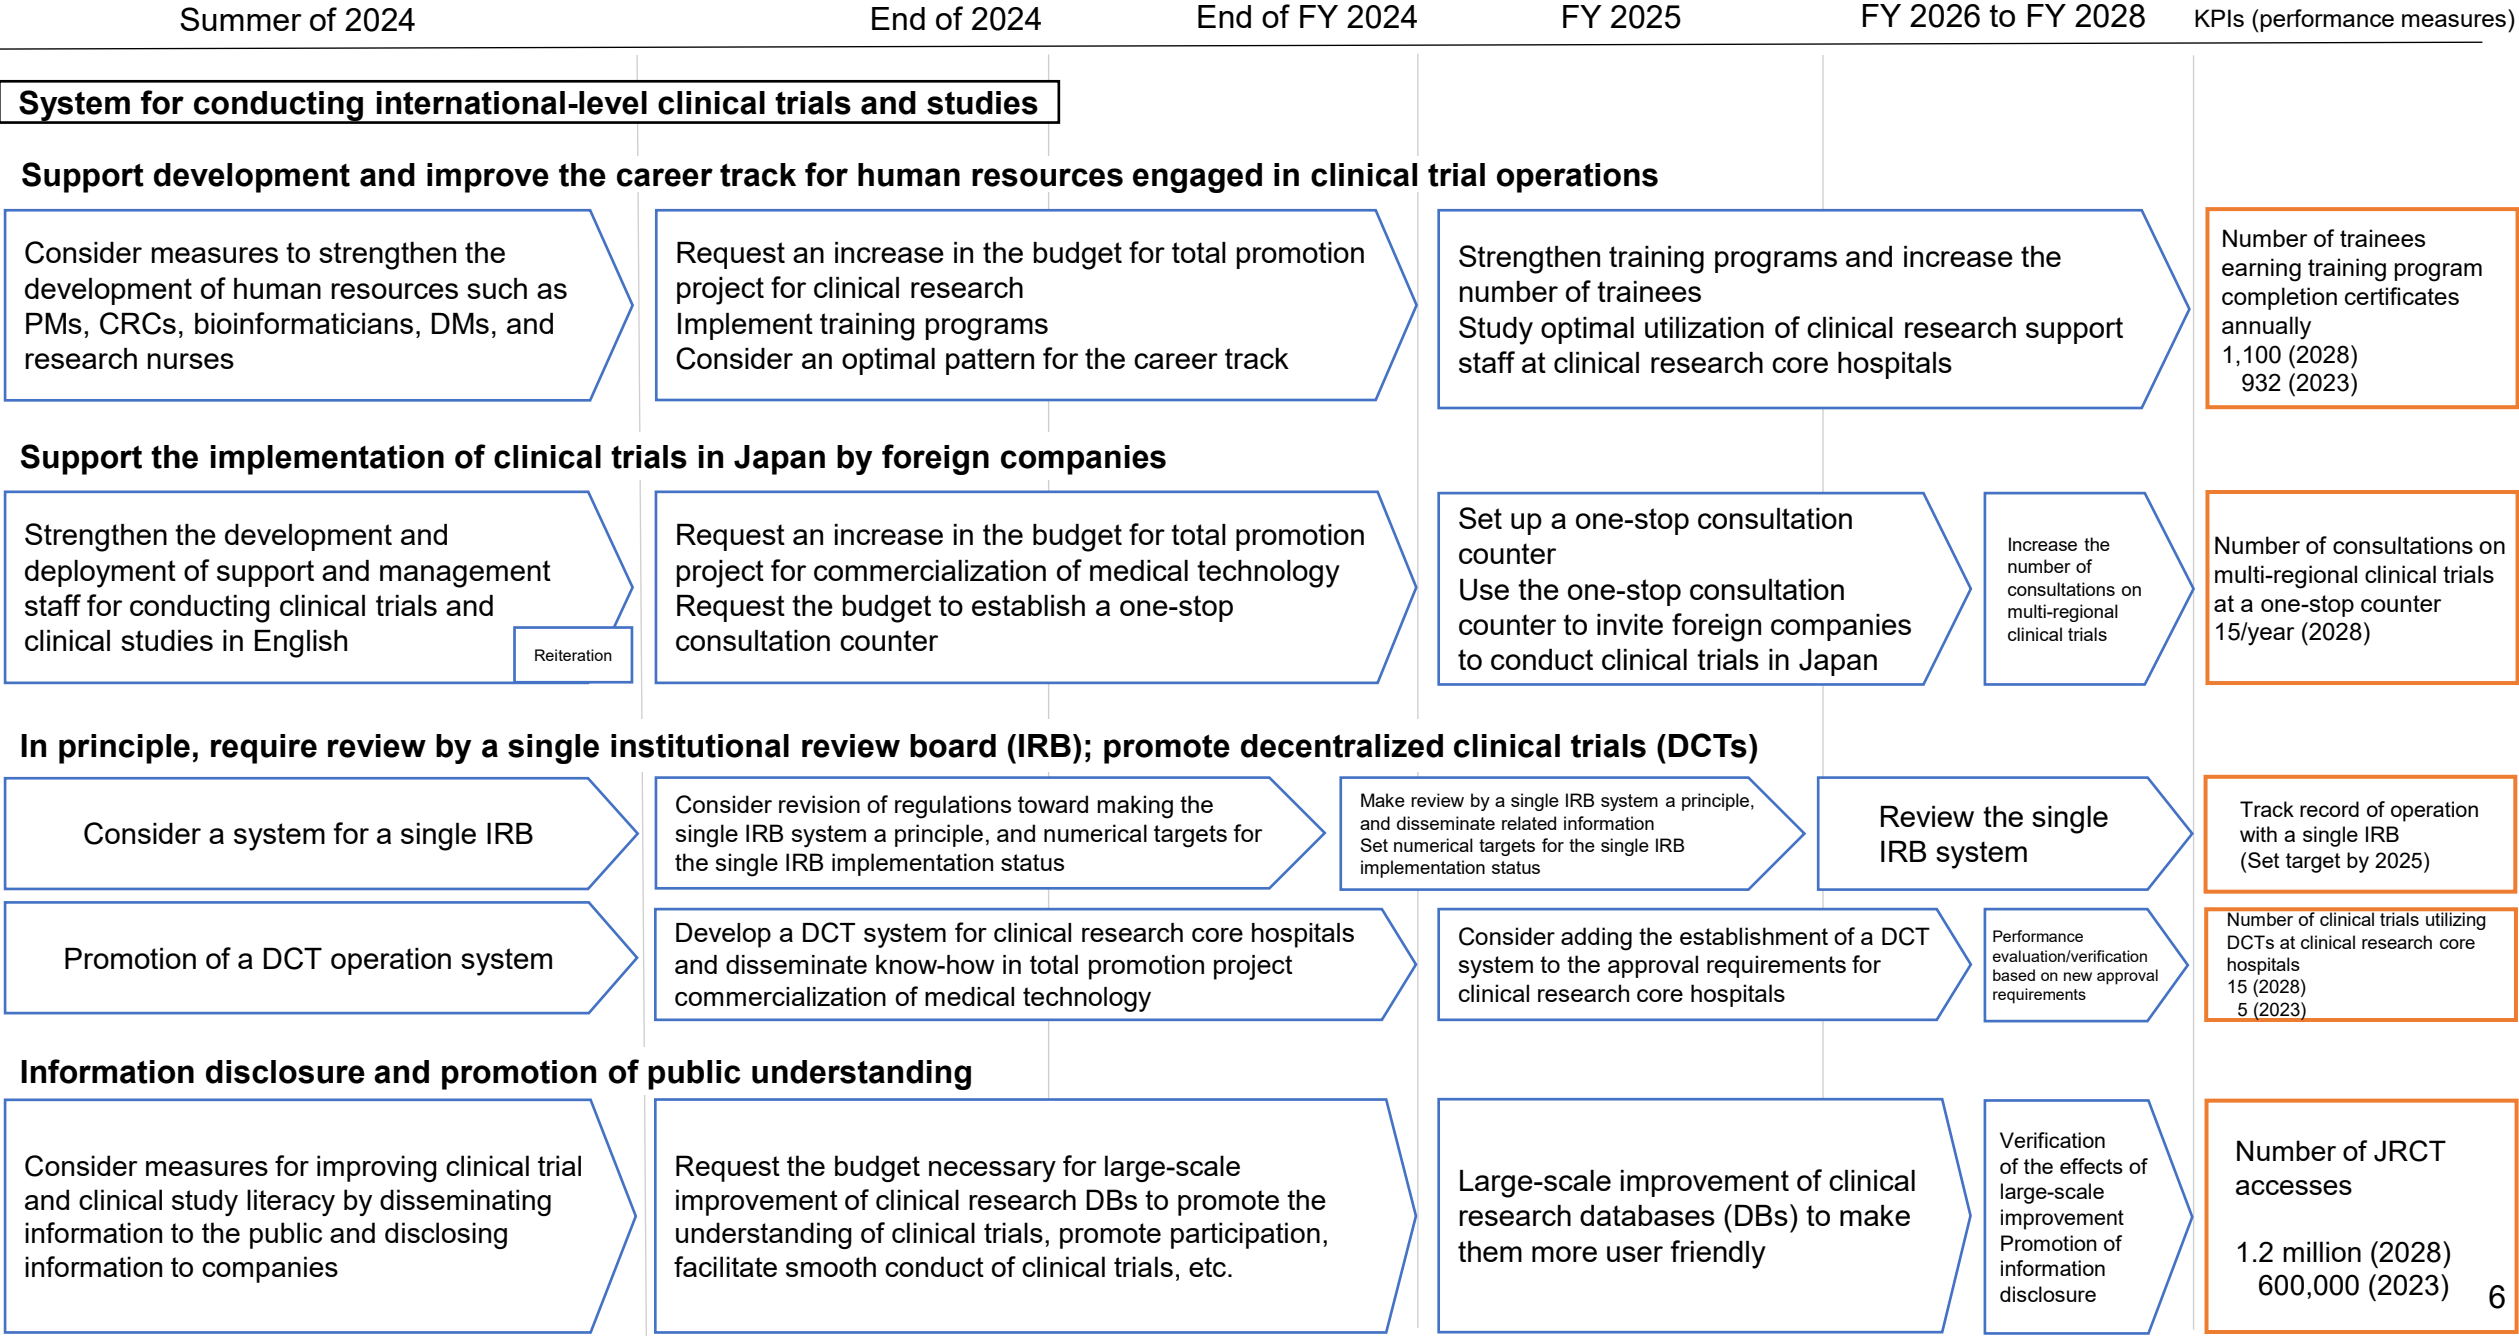 Summer of 2024
End of 2024
End of FY 2024
FY 2025
FY 2026 to FY 2028
KPIs (performance measures)
System for conducting international-level clinical trials and studies
Support development and improve the career track for human resources engaged in clinical trial operations
Consider measures to strengthen the
development of human resources such as
PMs, CRCs, bioinformaticians, DMs, and
research nurses
Request an increase in the budget for total promotion
project for clinical research
Implement training programs
Consider an optimal pattern for the career track
Strengthen training programs and increase the
number of trainees
Study optimal utilization of clinical research support
staff at clinical research core hospitals
Number of trainees
earning training program
completion certificates
annually
1,100 (2028)
932 (2023)
Support the implementation of clinical trials in Japan by foreign companies
Strengthen the development and
deployment of support and management
staff for conducting clinical trials and
clinical studies in English
Reiteration
Request an increase in the budget for total promotion
project for commercialization of medical technology
Request the budget to establish a one-stop
consultation counter
Set up a one-stop consultation
counter
Use the one-stop consultation
counter to invite foreign companies
to conduct clinical trials in Japan
Increase the
number of
consultations on
multi-regional
clinical trials
Number of consultations on
multi-regional clinical trials
at a one-stop counter
15/year (2028)
In principle, require review by a single institutional review board (IRB); promote decentralized clinical trials (DCTs)
Consider a system for a single IRB
Consider revision of regulations toward making the
single IRB system a principle, and numerical targets for
the single IRB implementation status
Make review by a single IRB system a principle,
and disseminate related information
Set numerical targets for the single IRB
implementation status
Review the single
IRB system
Track record of operation
with a single IRB
(Set target by 2025)
Promotion of a DCT operation system
Develop a DCT system for clinical research core hospitals
and disseminate know-how in total promotion project
commercialization of medical technology
Consider adding the establishment of a DCT
system to the approval requirements for
clinical research core hospitals
Performance
evaluation/verification
based on new approval
requirements
Number of clinical trials utilizing
DCTs at clinical research core
hospitals
15 (2028)
5 (2023)
Information disclosure and promotion of public understanding
Consider measures for improving clinical trial
and clinical study literacy by disseminating
information to the public and disclosing
information to companies
Request the budget necessary for large-scale
improvement of clinical research DBs to promote the
understanding of clinical trials, promote participation,
facilitate smooth conduct of clinical trials, etc.
Large-scale improvement of clinical
research databases (DBs) to make
them more user friendly
Verification
of the effects of
large-scale
improvement
Promotion of
information
disclosure
Number of JRCT
accesses
1.2 million (2028)
600,000 (2023)
6